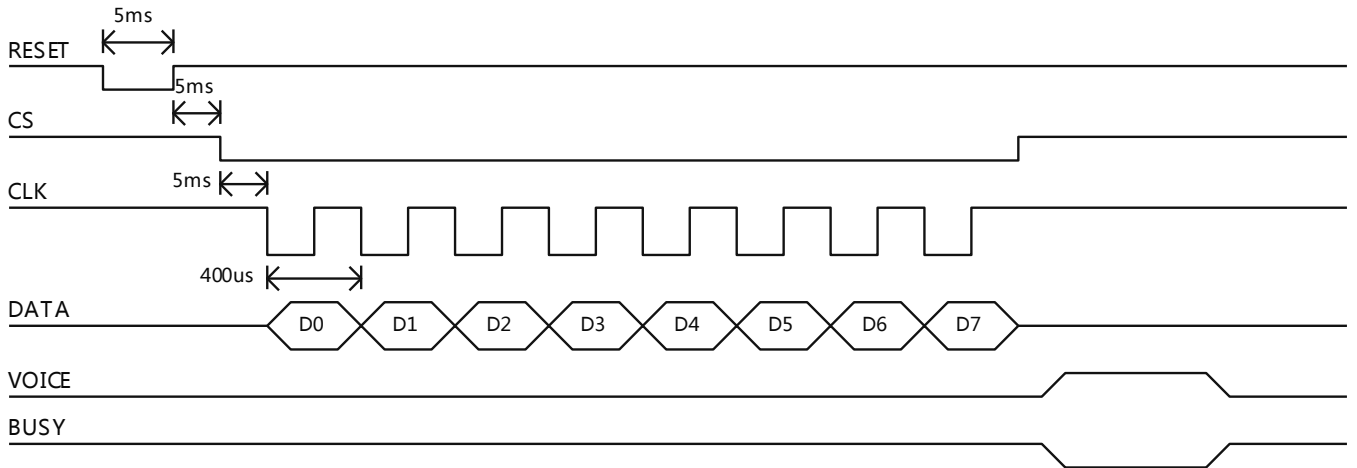 5ms
RESET
5ms
CS
5ms
CLK
400us
DATA
D0 D1 D2 D3 D4 D5 D6 D7
VOICE
BUSY